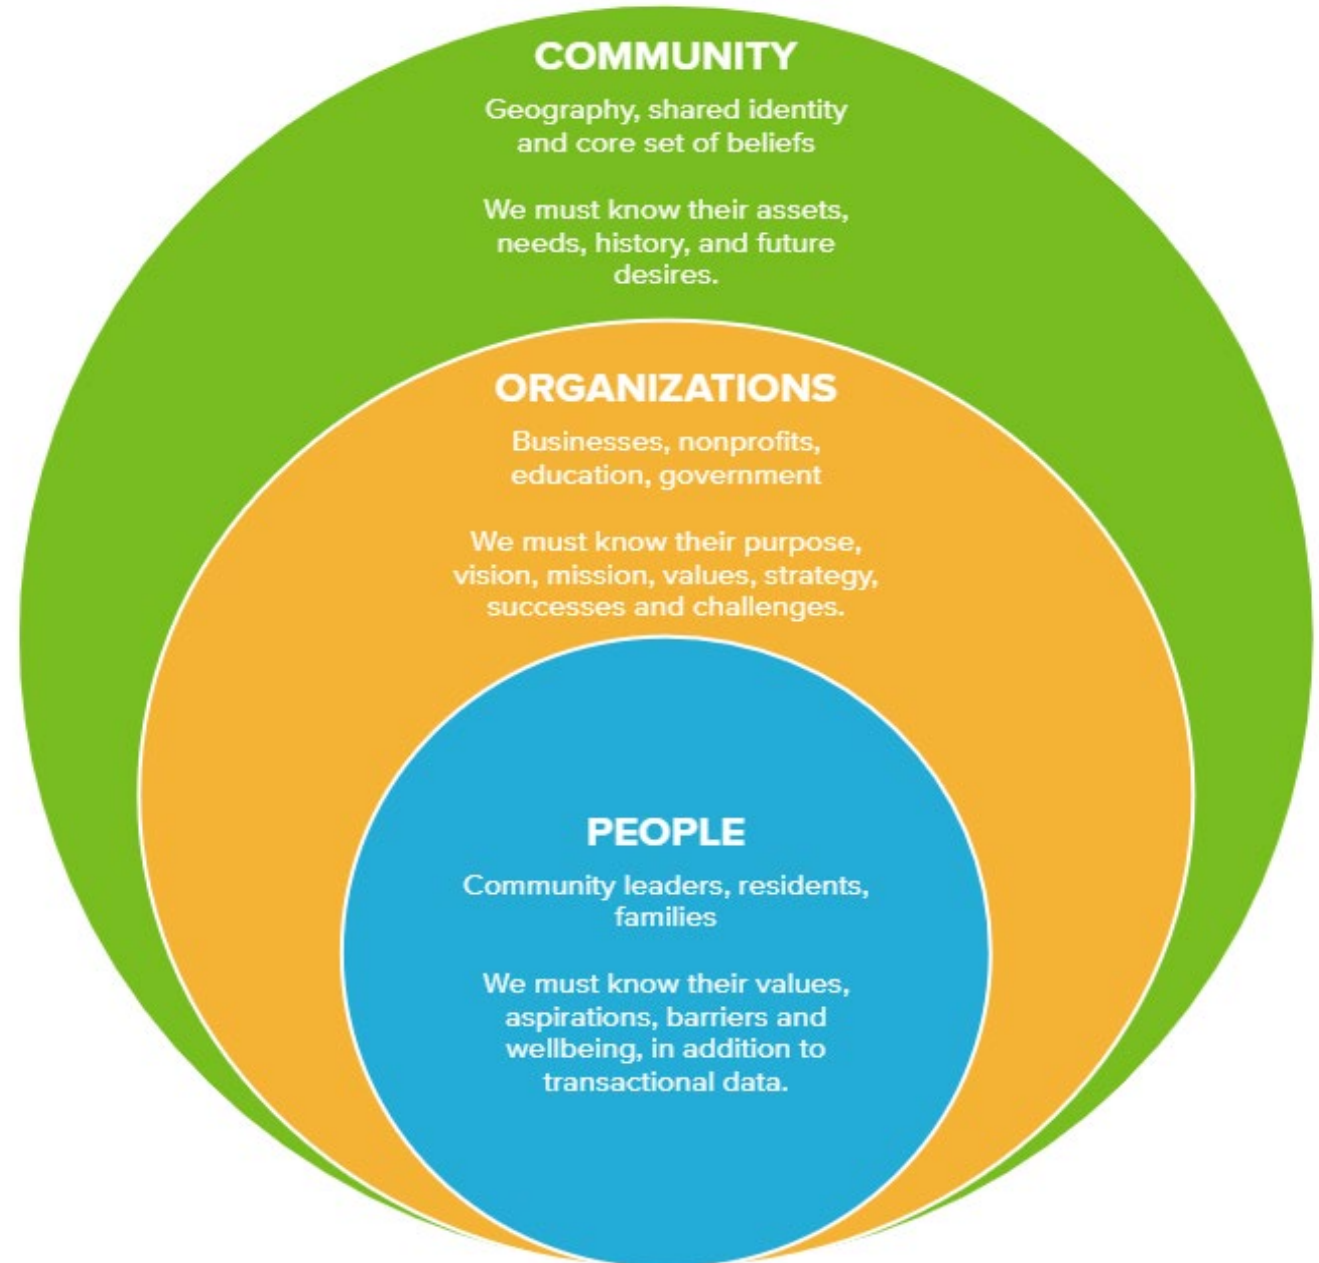 COMMUNITY
Geography, shared identity
and core set of beliefs
We must know their assets,
needs, history, and future
desires.
ORGANIZATIONS
Businesses, nonprofits,
education, government
We must know their purpose,
vision, mission, values, strategy,
successes and challenges.
PEOPLE
Community leaders, residents,
families
We must know their values,
aspirations, barriers and
wellbeing, in addition to
transactional data.